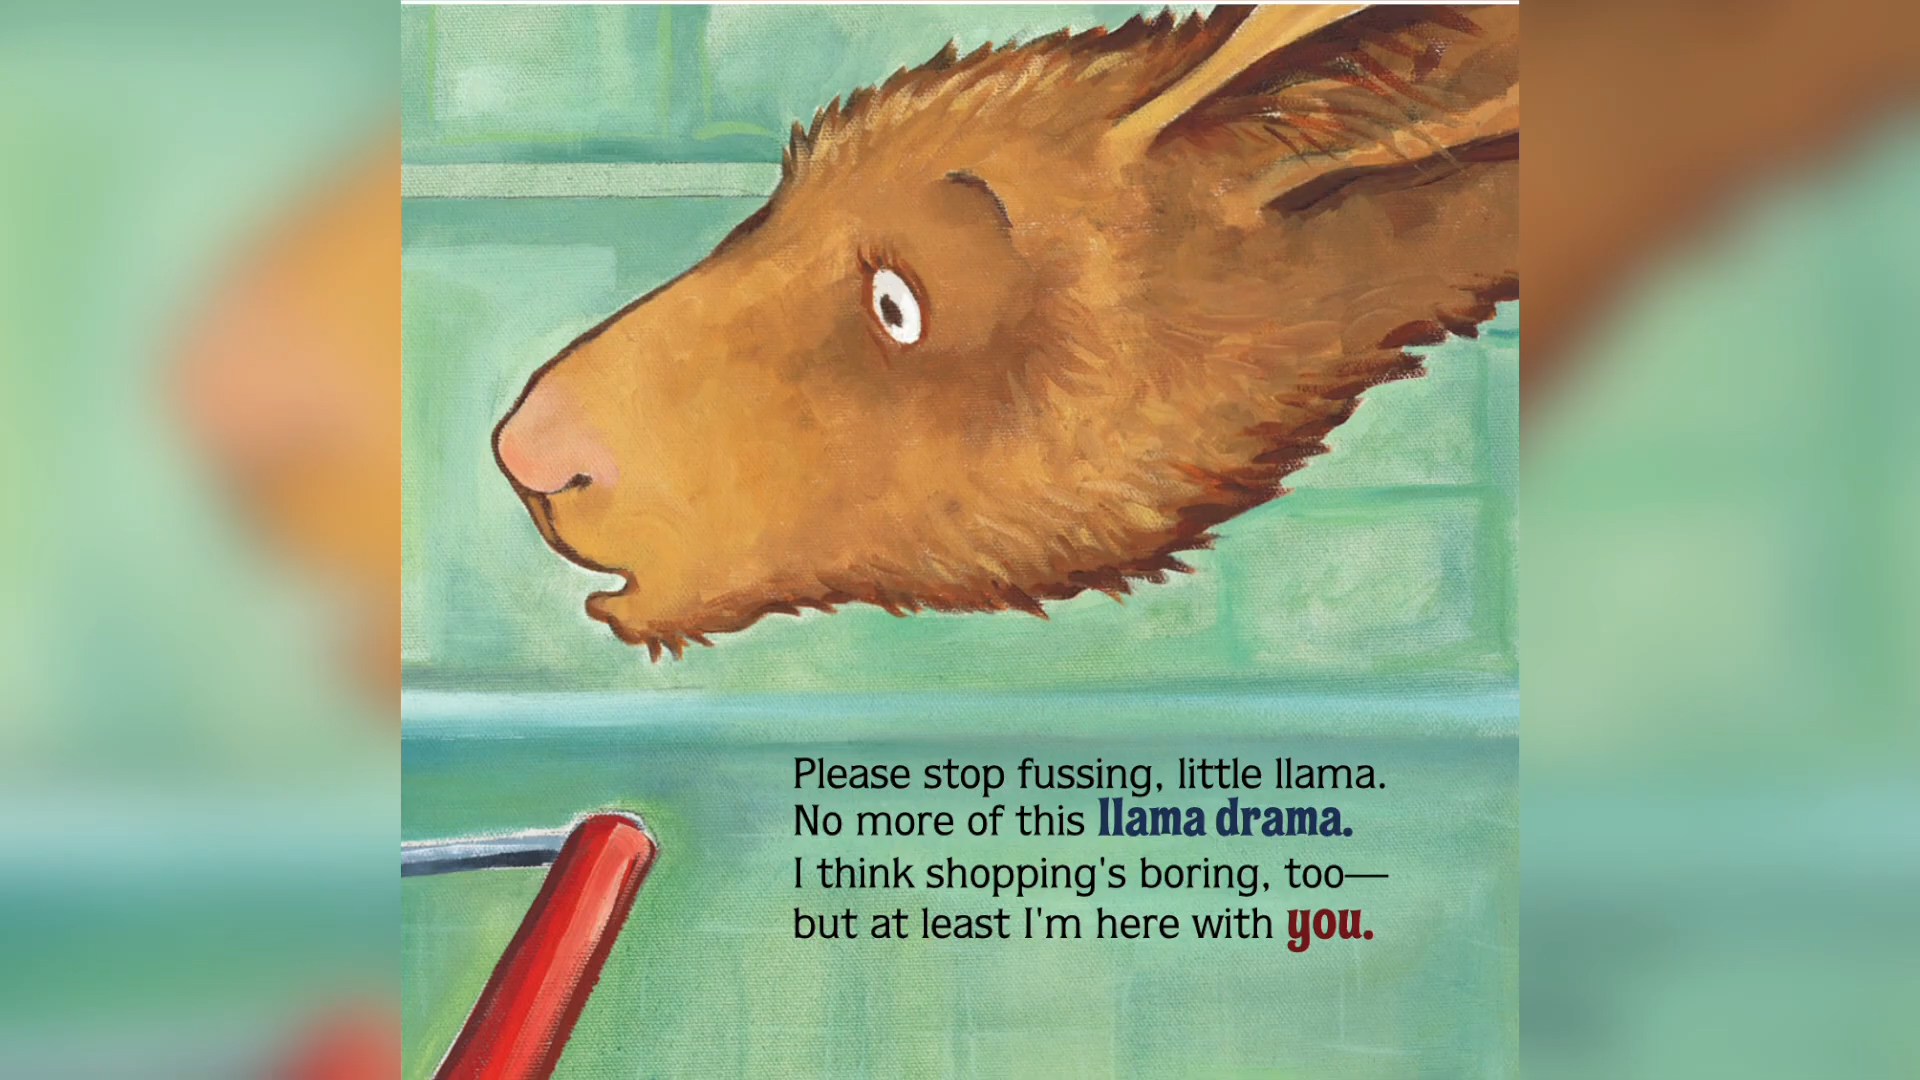 Please stop fussing, little llama.
No more of this llama drama.
I think shopping's boring, too—
but at least I'm here with you.